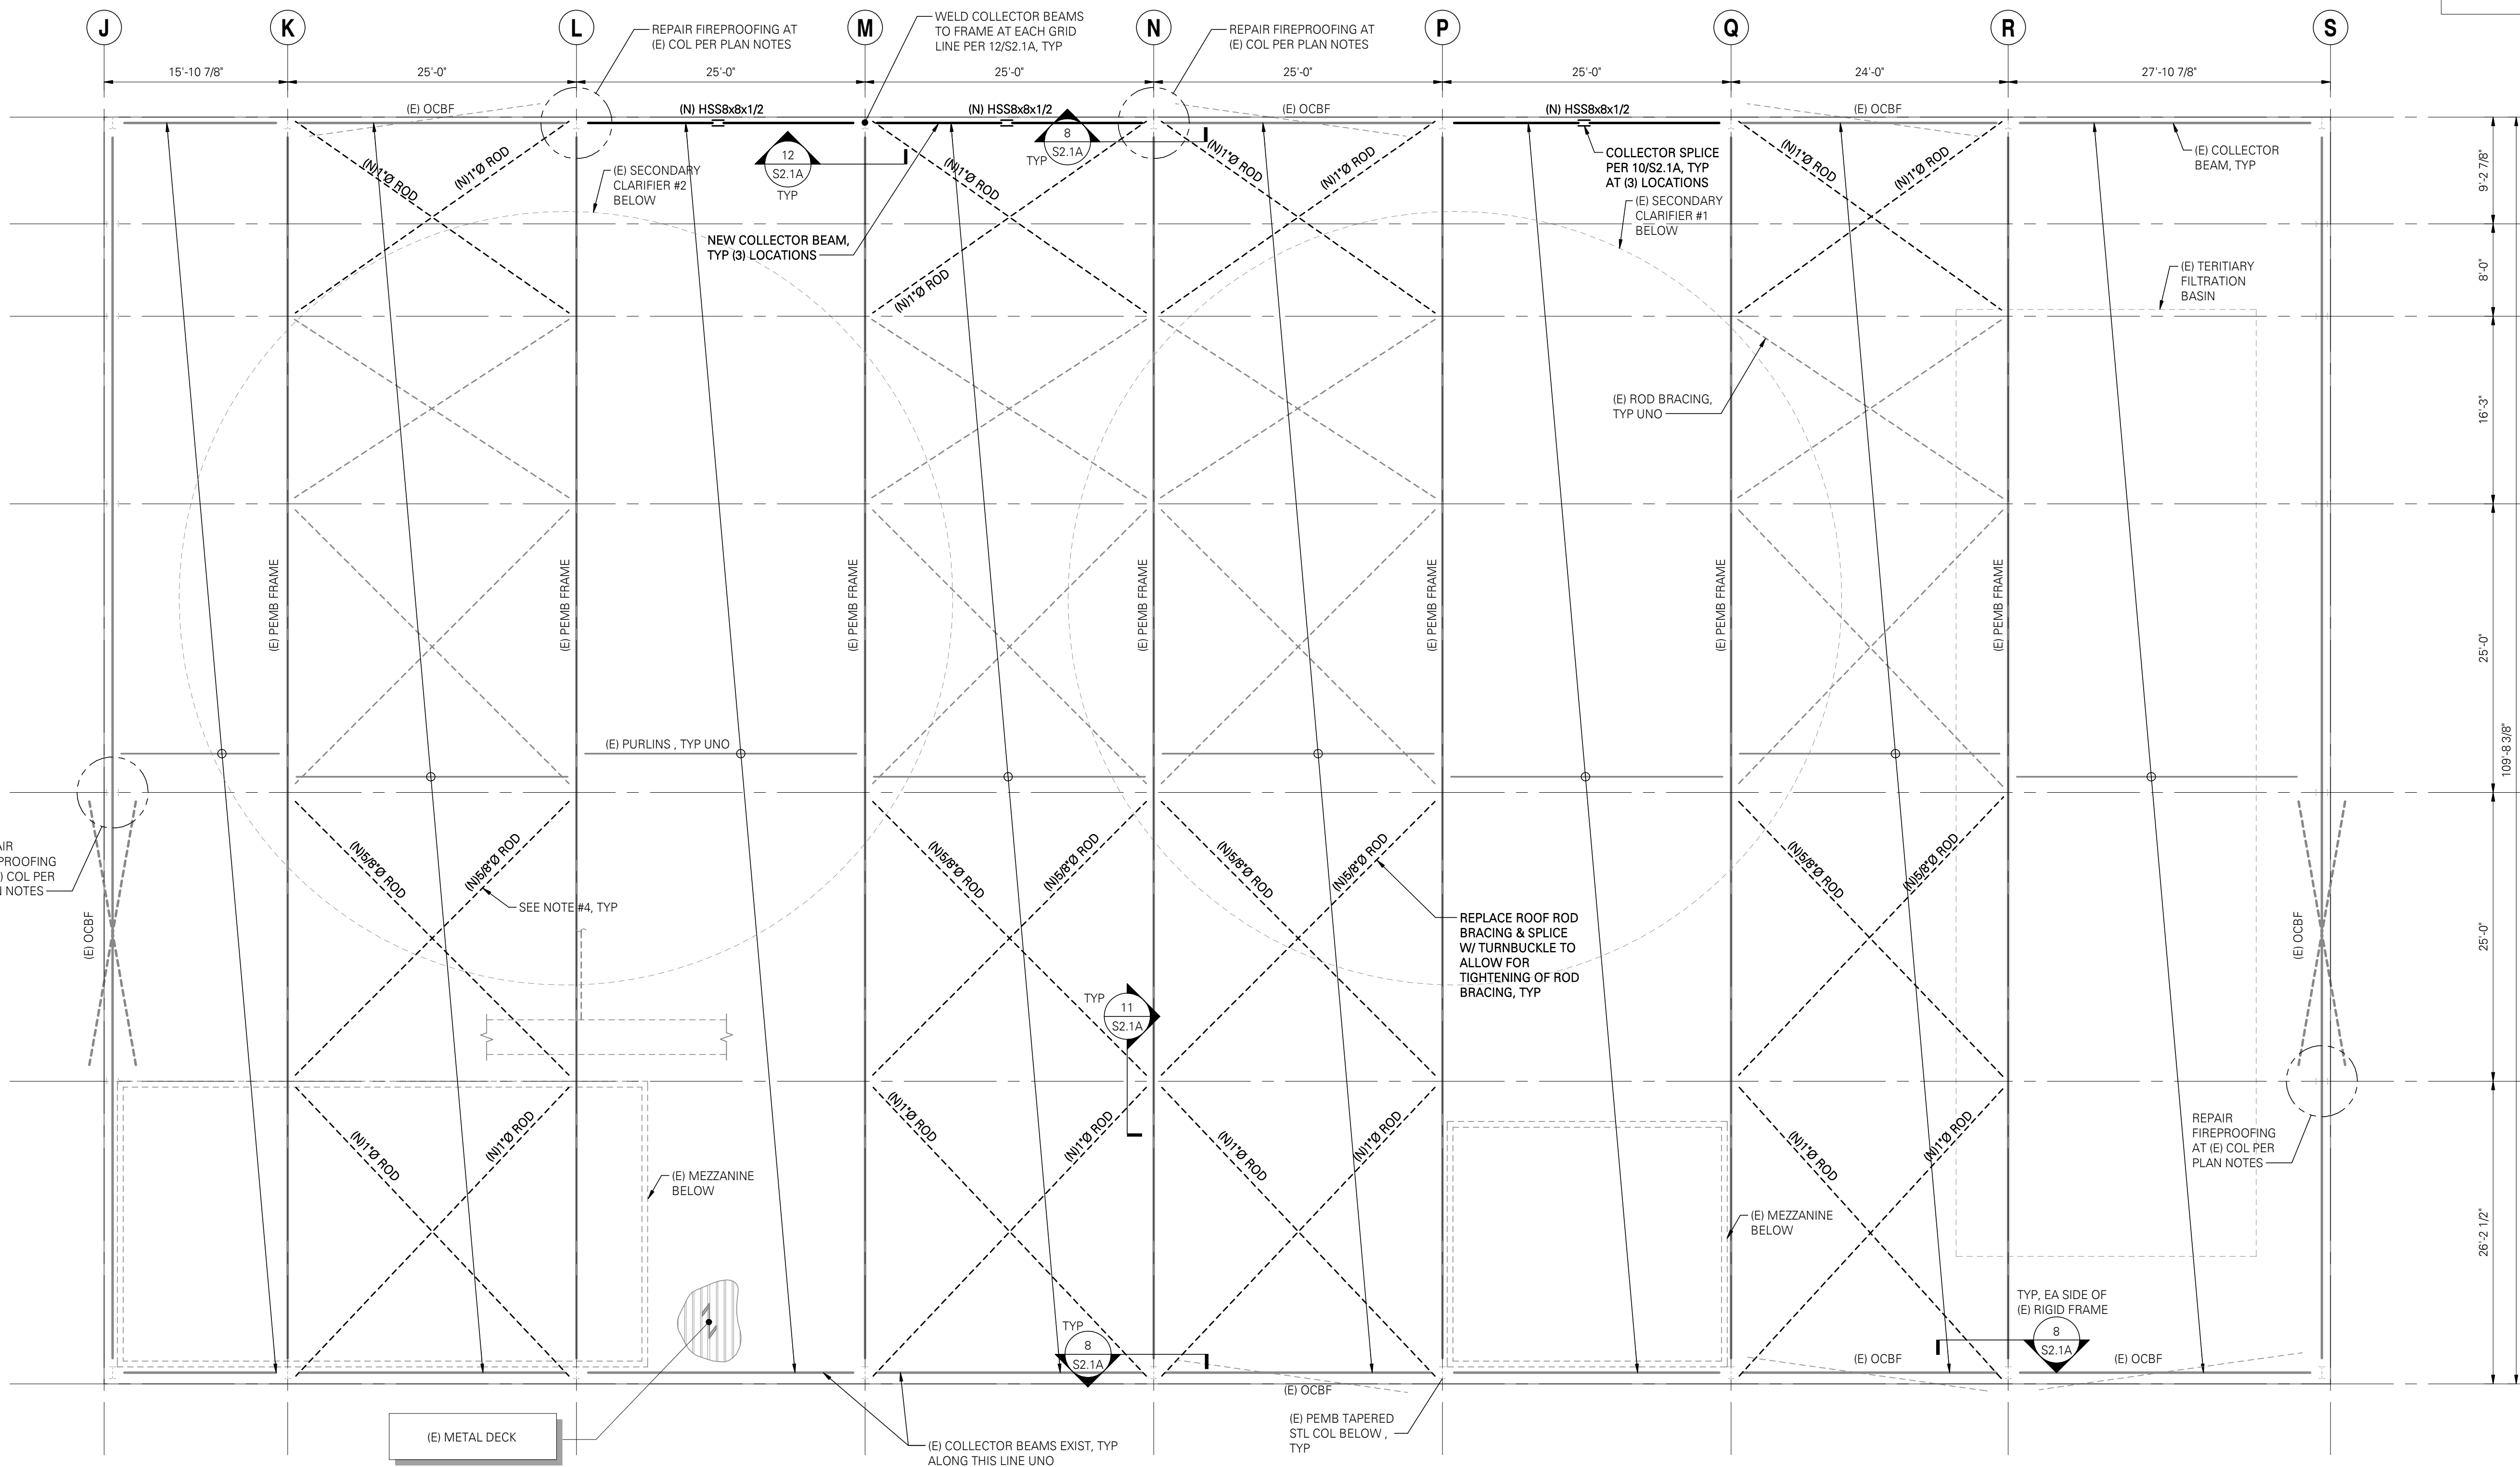 J
K
L
M
N
P
Q
R
S
REPAIR FIREPROOFING AT
(E) COL PER PLAN NOTES
WELD COLLECTOR BEAMS
TO FRAME AT EACH GRID
LINE PER 12/S2.1A, TYP
REPAIR FIREPROOFING AT
(E) COL PER PLAN NOTES
15'-10 7/8"
25'-0"
25'-0"
25'-0"
25'-0"
25'-0"
24'-0"
27'-10 7/8"
(E) OCBF
(N) HSS8x8x1/2
(N) HSS8x8x1/2
(E) OCBF
(N) HSS8x8x1/2
(E) OCBF
(N)1"Ø ROD
(N)1"Ø ROD
(E) SECONDARY
CLARIFIER #2
BELOW
12
S2.1A
TYP
8
S2.1A
TYP
(N)1"Ø ROD
(N)1"Ø ROD
(N)1"Ø ROD
(N)1"Ø ROD
COLLECTOR SPLICE
PER 10/S2.1A, TYP
AT (3) LOCATIONS
(E) SECONDARY
CLARIFIER #1
BELOW
(N)1"Ø ROD
(N)1"Ø ROD
(E) COLLECTOR
BEAM, TYP
9'-2 7/8"
NEW COLLECTOR BEAM,
TYP (3) LOCATIONS
(E) TERITIARY
FILTRATION
BASIN
8'-0"
(E) ROD BRACING,
TYP UNO
16'-3"
(E) PEMB FRAME
(E) PEMB FRAME
(E) PEMB FRAME
(E) PEMB FRAME
(E) PEMB FRAME
(E) PEMB FRAME
(E) PEMB FRAME
25'-0"
109'-8 3/8"
(E) PURLINS , TYP UNO
AIR
PROOFING
) COL PER
NOTES
(E) OCBF
(N)5/8"Ø ROD
(N)5/8"Ø ROD
SEE NOTE #4, TYP
(N)5/8"Ø ROD
(N)5/8"Ø ROD
(N)5/8"Ø ROD
(N)5/8"Ø ROD
REPLACE ROOF ROD
BRACING & SPLICE
W/ TURNBUCKLE TO
ALLOW FOR
TIGHTENING OF ROD
BRACING, TYP
(N)5/8"Ø ROD
(N)5/8"Ø ROD
(E) OCBF
25'-0"
TYP
11
S2.1A
(N)1"Ø ROD
(N)1"Ø ROD
(N)1"Ø ROD
(N)1"Ø ROD
(N)1"Ø ROD
(N)1"Ø ROD
(N)1"Ø ROD
(N)1"Ø ROD
REPAIR
FIREPROOFING
AT (E) COL PER
PLAN NOTES
(E) MEZZANINE
BELOW
(E) MEZZANINE
BELOW
26'-2 1/2"
TYP, EA SIDE OF
(E) RIGID FRAME
8
S2.1A
TYP
8
S2.1A
(E) OCBF
(E) OCBF
(E) OCBF
(E) METAL DECK
(E) COLLECTOR BEAMS EXIST, TYP
ALONG THIS LINE UNO
(E) PEMB TAPERED
STL COL BELOW ,
TYP